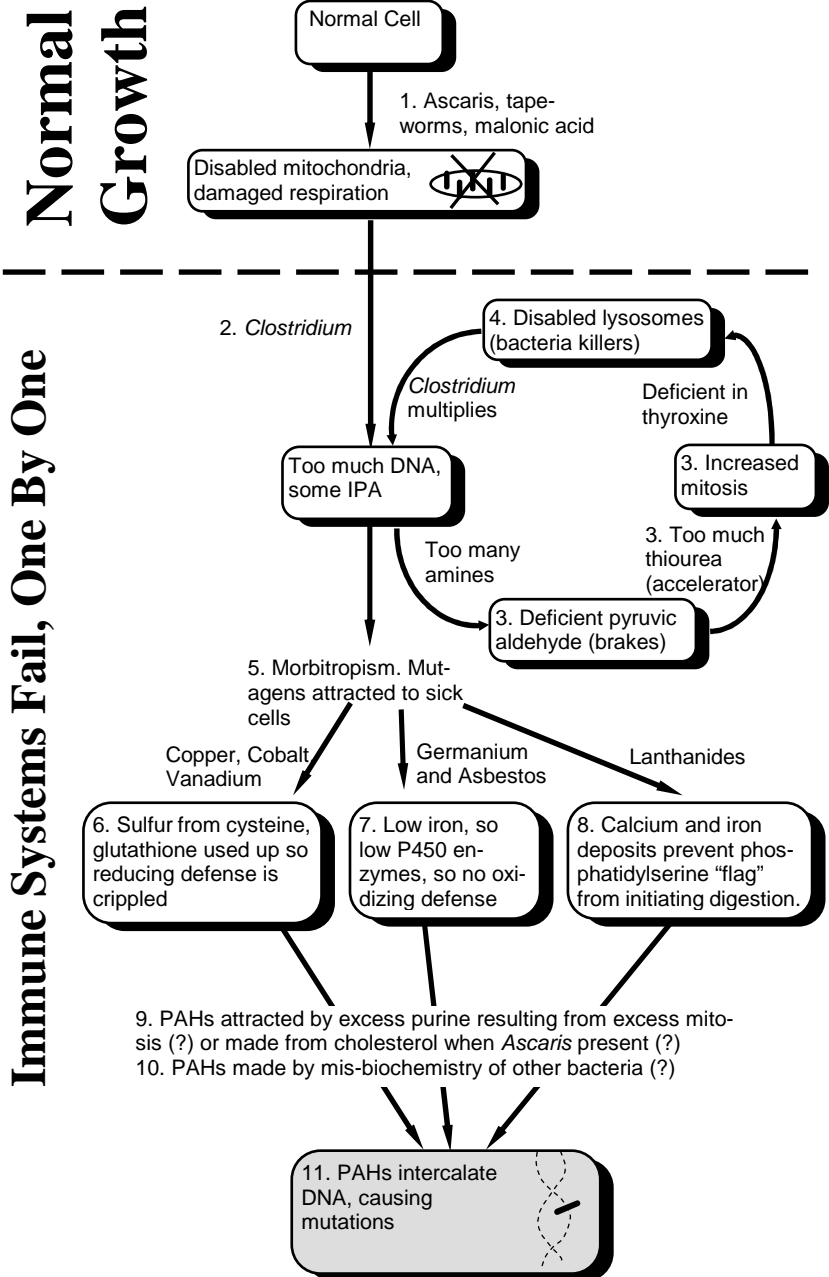 Normal
Growth
Normal Cell
1. Ascaris, tape-
worms, malonic acid
Disabled mitochondria,
damaged respiration
Immune Systems Fail, One By One
2. Clostridium
4. Disabled lysosomes
(bacteria killers)
Clostridium
multiplies
Deficient in
thyroxine
Too much DNA,
some IPA
3. Increased
mitosis
Too many
amines
3. Too much
thiourea
(accelerator)
3. Deficient pyruvic
aldehyde (brakes)
5. Morbitropism. Mut-
agens attracted to sick
cells
Copper, Cobalt
Vanadium
Germanium
and Asbestos
Lanthanides
6. Sulfur from cysteine,
glutathione used up so
reducing defense is
crippled
7. Low iron, so
low P450 en-
zymes, so no oxi-
dizing defense
8. Calcium and iron
deposits prevent phos-
phatidylserine “flag”
from initiating digestion.
9. PAHs attracted by excess purine resulting from excess mito-
sis (?) or made from cholesterol when Ascaris present (?)
10. PAHs made by mis-biochemistry of other bacteria (?)
11. PAHs intercalate
DNA, causing
mutations